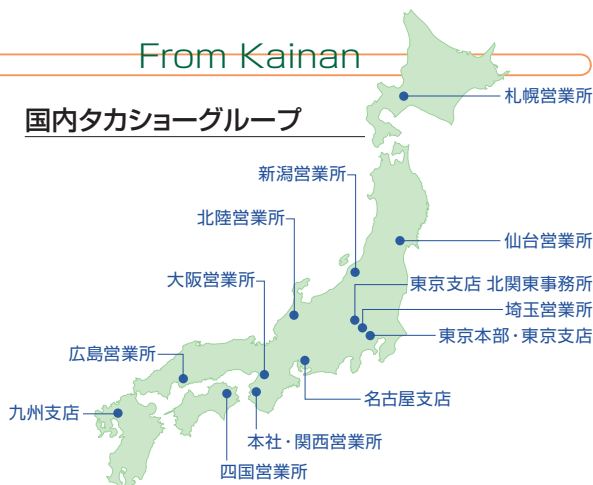 From Kainan
国内タカショーグループ
札幌営業所
新潟営業所
北陸営業所
仙台営業所
大阪営業所
東京支店 北関東事務所
埼玉営業所
東京本部・東京支店
広島営業所
名古屋支店
九州支店
本社・関西営業所
四国営業所